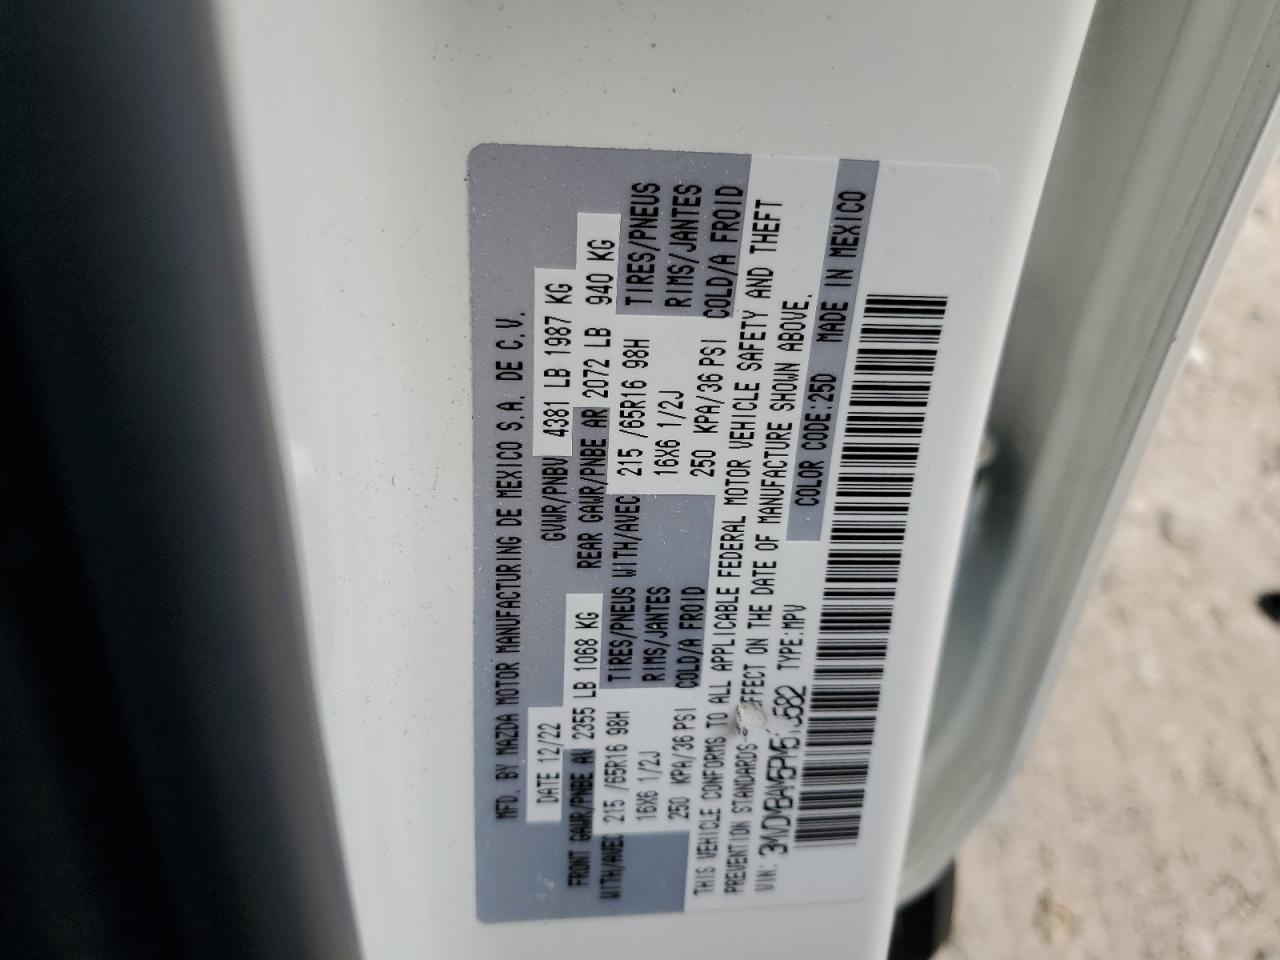 MFD. BY MAZDA MOTOR MANUFACTURING DE MEXICO S.A. DE C.V.
DATE 12/22 GVWR/PNBV 4381 LB 1987 KG
FRONT GAWR/PNBE AV 2355 LB 1068 KG REAR GAWR/PNBE AR 2072 LB 940 KG
WITH/AVEC 215 /65R16 98H TIRES/PNEUS WITH/AVEC 215 /65R16 98H TIRES/PNEUS
16X6 1/2J RIMS/JANTES 16X6 1/2J RIMS/JANTES
250 KPA/36 PSI COLD/A FROID 250 KPA/36 PSI COLD/A FROID
THIS VEHICLE CONFORMS TO ALL APPLICABLE FEDERAL MOTOR VEHICLE SAFETY AND THEFT
PREVENTION STANDARDS EFFECT ON THE DATE OF MANUFACTURE SHOWN ABOVE.
VIN: TYPE:MPV COLOR CODE:25D MADE IN MEXICO